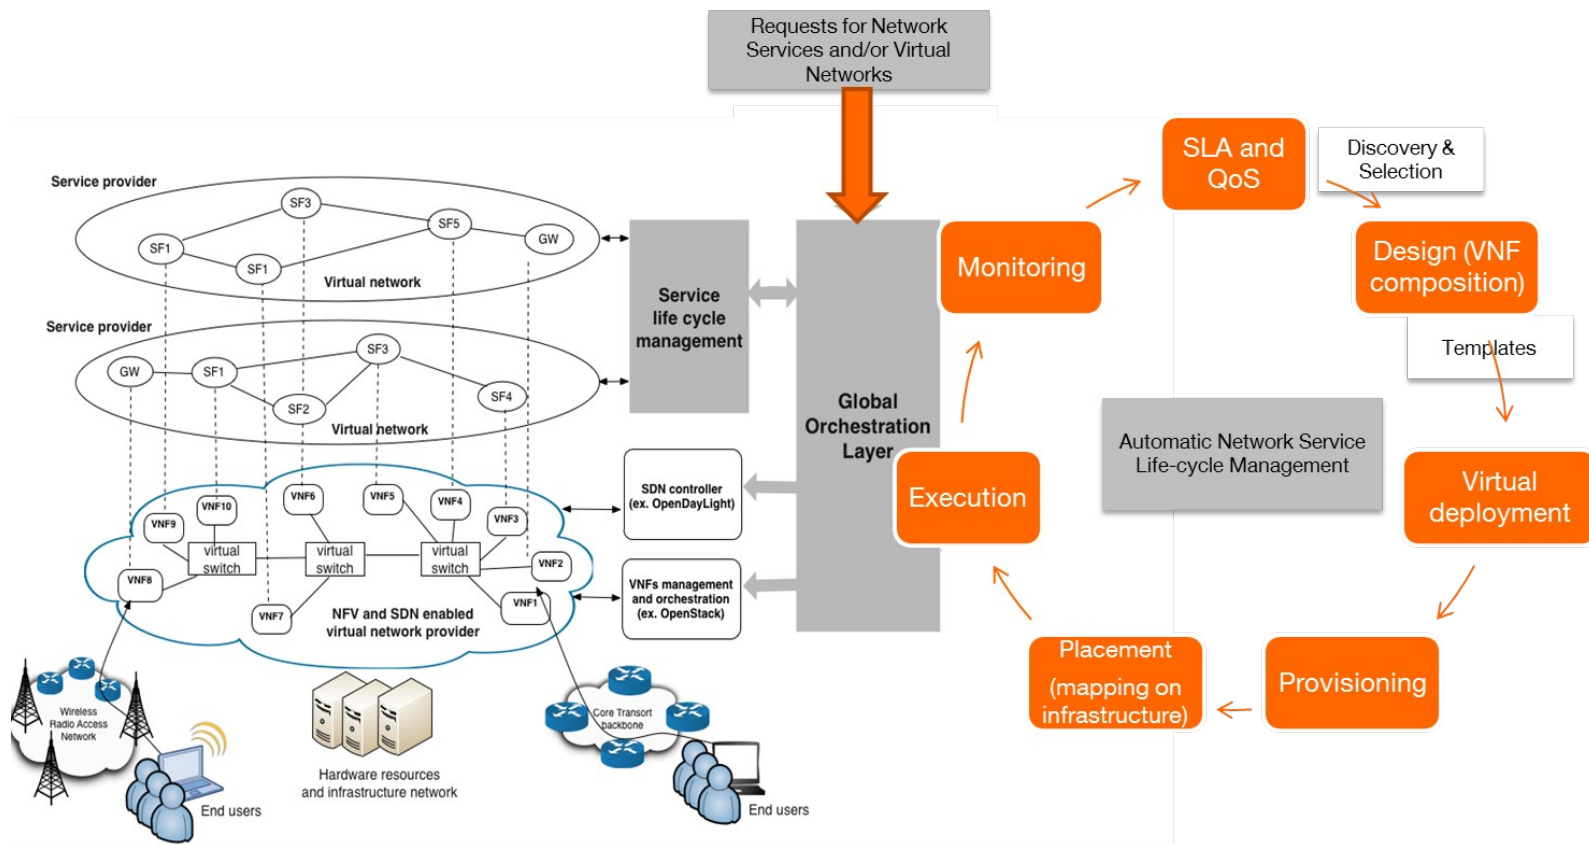 Requests for Network
Services and/or Virtual
Networks
SLA and
QoS
Discovery &
Selection
Design (VNF
composition)
Templates
Virtual
deployment
Provisioning
Placement
(mapping on
infrastructure)
Execution
Monitoring
Automatic Network Service
Life-cycle Management
Service provider
SF3
SF5
SF1
GW
SF1
Virtual network
Service provider
SF3
GW
SF1
SF2
SF4
Virtual network
Service
life cycle
management
Global
Orchestration
Layer
SDN controller
(ex. OpenDayLight)
VNFs management
and orchestration
(ex. OpenStack)
VNF6
VNF5
VNF4
VNF10
VNF9
VNF3
virtual
switch
virtual
switch
virtual
switch
VNF2
VNF8
VNF7
VNF1
NFV and SDN enabled
virtual network provider
Wireless
Radio Access
Network
Core Transort
backbone
Hardware resources
and infrastructure network
End users
End users